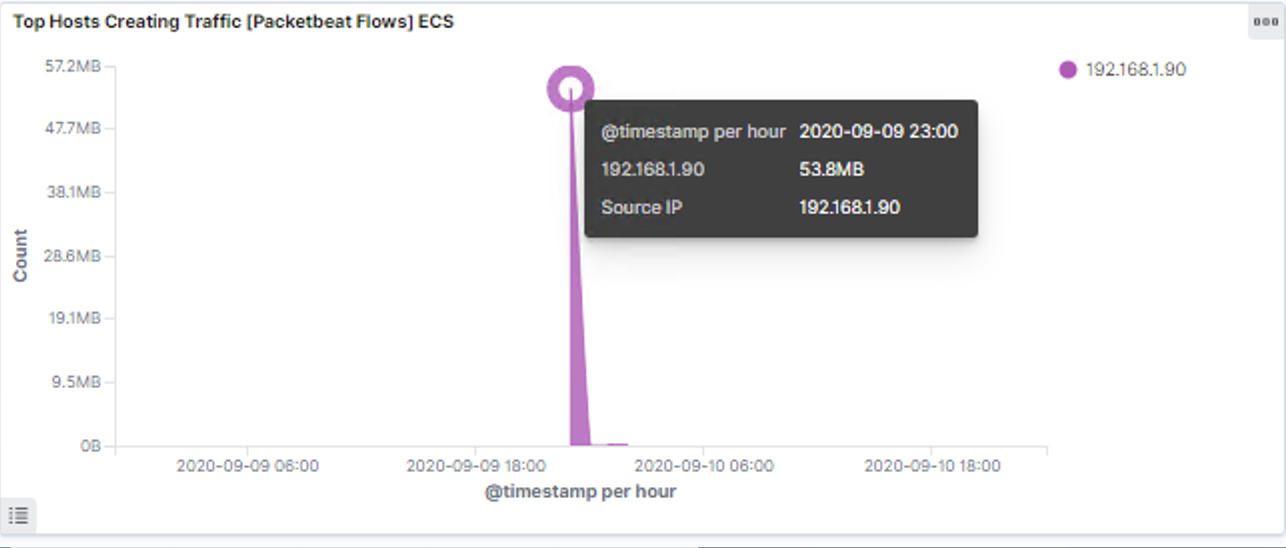 Top Hosts Creating Traffic [Packetbeat Flows] ECS
57.2MB
47.7MB
38.1MB
28.6MB
19.1MB
9.5MB
0B
Count
192.168.1.90
@timestamp per hour 2020-09-09 23:00
192.168.1.90 53.8MB
Source IP 192.168.1.90
2020-09-09 06:00 2020-09-09 18:00 2020-09-10 06:00 2020-09-10 18:00
@timestamp per hour